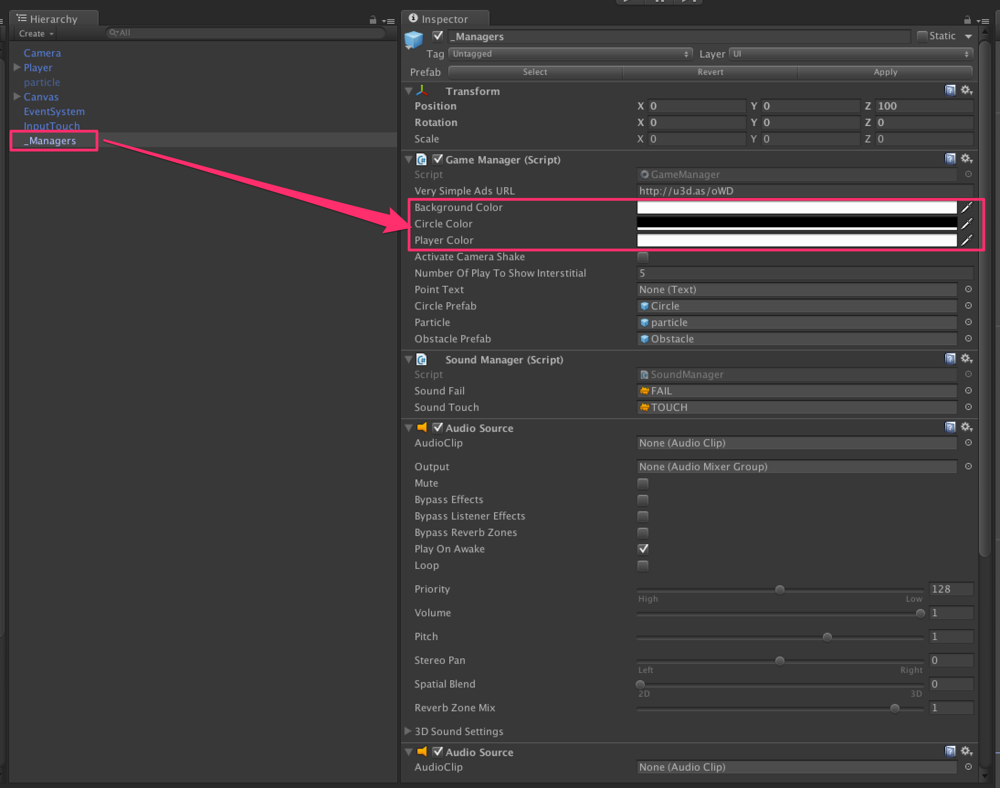 Hierarchy
Create
All
Camera
Player
particle
Canvas
EventSystem
InputTouch
_Managers
Inspector
_Managers
Static
Tag Untagged Layer UI
Prefab Select Revert Apply
Transform
Position X 0 Y 0 Z 100
Rotation X 0 Y 0 Z 0
Scale X 0 Y 0 Z 0
Game Manager (Script)
Script GameManager
Very Simple Ads URL http://u3d.as/oWD
Background Color
Circle Color
Player Color
Activate Camera Shake
Number Of Play To Show Interstitial 5
Point Text None (Text)
Circle Prefab Circle
Particle particle
Obstacle Prefab Obstacle
Sound Manager (Script)
Script SoundManager
Sound Fail FAIL
Sound Touch TOUCH
Audio Source
AudioClip None (Audio Clip)
Output None (Audio Mixer Group)
Mute
Bypass Effects
Bypass Listener Effects
Bypass Reverb Zones
Play On Awake
Loop
Priority 128
High Low
Volume 1
Pitch 1
Stereo Pan 0
Left Right
Spatial Blend 0
2D 3D
Reverb Zone Mix 1
3D Sound Settings
Audio Source
AudioClip None (Audio Clip)